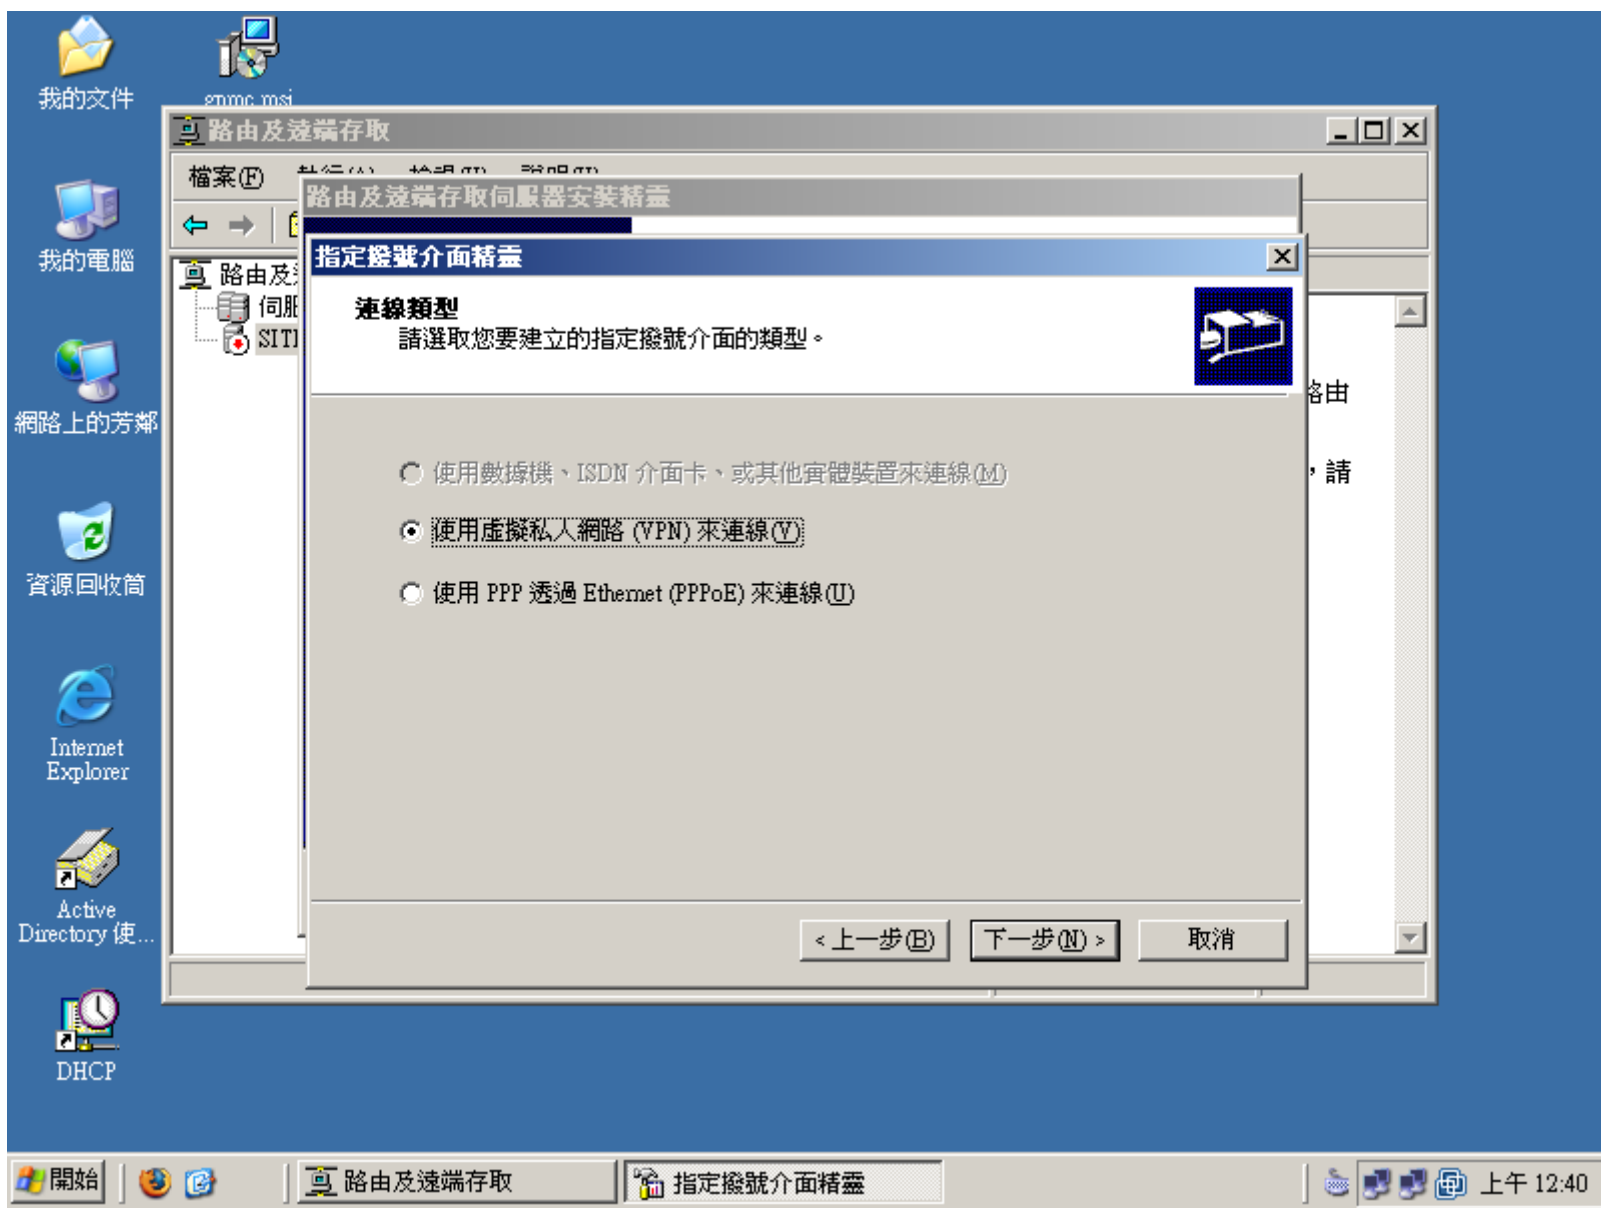 我的文件
gpmc.msi
我的電腦
網路上的芳鄰
資源回收筒
Internet
Explorer
Active
Directory 使...
DHCP
路由及遠端存取
檔案(F)
路由及遠端存取伺服器安裝精靈
路由及
伺服
SITE
路由
,請
指定撥號介面精靈
連線類型
請選取您要建立的指定撥號介面的類型。
使用數據機、ISDN 介面卡、或其他實體裝置來連線(M)
使用虛擬私人網路 (VPN) 來連線(V)
使用 PPP 透過 Ethernet (PPPoE) 來連線(U)
< 上一步(B)
下一步(N) >
取消
開始
路由及遠端存取
指定撥號介面精靈
上午 12:40